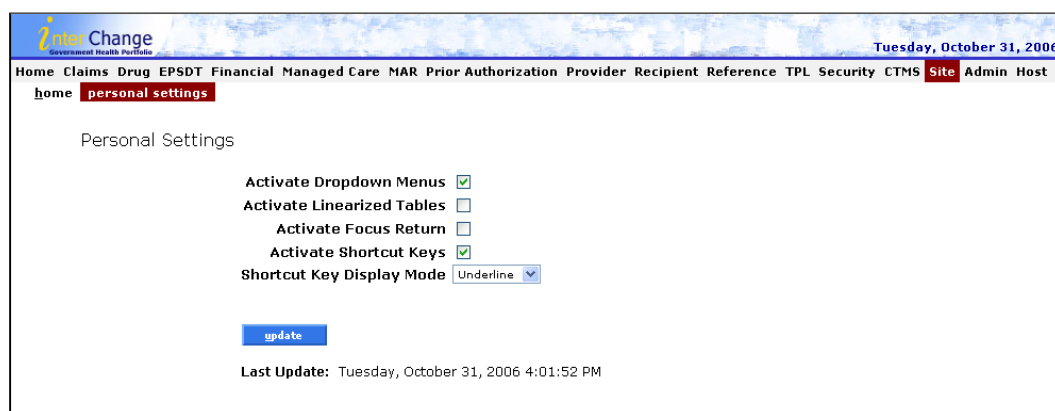 inter Change
Government Health Portfolio
Tuesday, October 31, 2006
Home Claims Drug EPSDT Financial Managed Care MAR Prior Authorization Provider Recipient Reference TPL Security CTMS Site Admin Host
home personal settings
Personal Settings
Activate Dropdown Menus
Activate Linearized Tables
Activate Focus Return
Activate Shortcut Keys
Shortcut Key Display Mode Underline
update
Last Update: Tuesday, October 31, 2006 4:01:52 PM